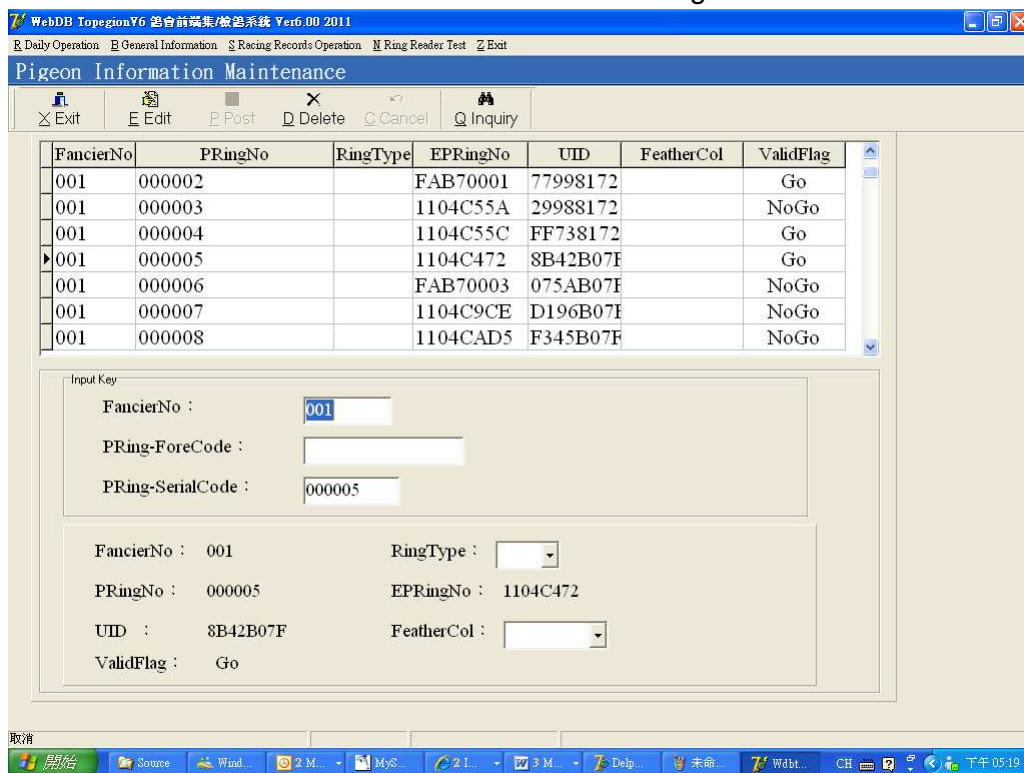 WebDB TopegionV6 鴿會前端集/檢鴿系統 Ver6.00 2011
R Daily Operation B General Information S Racing Records Operation N Ring Reader Test Z Exit
Pigeon Information Maintenance
X Exit E Edit P Post D Delete C Cancel Q Inquiry
FancierNo PRingNo RingType EPRingNo UID FeatherCol ValidFlag
001 000002 FAB70001 77998172 Go
001 000003 1104C55A 29988172 NoGo
001 000004 1104C55C FF738172 Go
001 000005 1104C472 8B42B07F Go
001 000006 FAB70003 075AB07F NoGo
001 000007 1104C9CE D196B07F NoGo
001 000008 1104CAD5 F345B07F NoGo
Input Key
FancierNo： 001
PRing-ForeCode：
PRing-SerialCode： 000005
FancierNo： 001 RingType：
PRingNo： 000005 EPRingNo： 1104C472
UID ： 8B42B07F FeatherCol：
ValidFlag： Go
取消
開始 Source Wind... 2 M... MyS... 2 I... 3 M... Delp... 未命... Wdbt... CH 下午 05:19